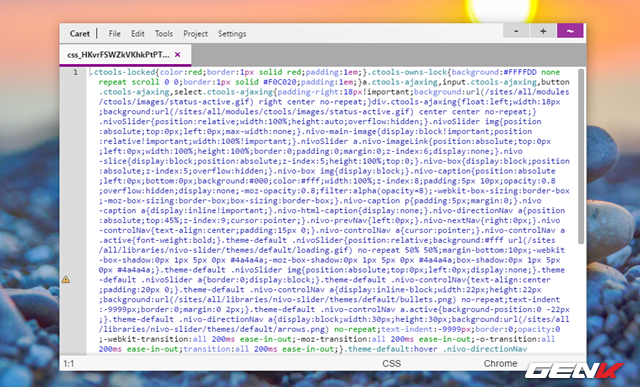 Caret File Edit Tools Project Settings - + ~
css_HKvrFSWZkVKhkPtPT... ×
1 .ctools-locked{color:red;border:1px solid red;padding:1em;}.ctools-owns-lock{background:#FFFFDD none
repeat scroll 0 0;border:1px solid #F0C020;padding:1em;}a.ctools-ajaxing,input.ctools-ajaxing,button
.ctools-ajaxing,select.ctools-ajaxing{padding-right:18px!important;background:url(/sites/all/modules
/ctools/images/status-active.gif) right center no-repeat;}div.ctools-ajaxing{float:left;width:18px
;background:url(/sites/all/modules/ctools/images/status-active.gif) center center no-repeat;}
.nivoSlider{position:relative;width:100%;height:auto;overflow:hidden;}.nivoSlider img{position
:absolute;top:0px;left:0px;max-width:none;}.nivo-main-image{display:block!important;position
:relative!important;width:100%!important;}.nivoSlider a.nivo-imageLink{position:absolute;top:0px
;left:0px;width:100%;height:100%;border:0;padding:0;margin:0;z-index:6;display:none;}.nivo
-slice{display:block;position:absolute;z-index:5;height:100%;top:0;}.nivo-box{display:block;position
:absolute;z-index:5;overflow:hidden;}.nivo-box img{display:block;}.nivo-caption{position:absolute
;left:0px;bottom:0px;background:#000;color:#fff;width:100%;z-index:8;padding:5px 10px;opacity:0.8
;overflow:hidden;display:none;-moz-opacity:0.8;filter:alpha(opacity=8);-webkit-box-sizing:border-box
;-moz-box-sizing:border-box;box-sizing:border-box;}.nivo-caption p{padding:5px;margin:0;}.nivo
-caption a{display:inline!important;}.nivo-html-caption{display:none;}.nivo-directionNav a{position
:absolute;top:45%;z-index:9;cursor:pointer;}.nivo-prevNav{left:0px;}.nivo-nextNav{right:0px;}.nivo
-controlNav{text-align:center;padding:15px 0;}.nivo-controlNav a{cursor:pointer;}.nivo-controlNav a
.active{font-weight:bold;}.theme-default .nivoSlider{position:relative;background:#fff url(/sites
/all/libraries/nivo-slider/themes/default/loading.gif) no-repeat 50% 50%;margin-bottom:10px;-webkit
-box-shadow:0px 1px 5px 0px #4a4a4a;-moz-box-shadow:0px 1px 5px 0px #4a4a4a;box-shadow:0px 1px 5px
0px #4a4a4a;}.theme-default .nivoSlider img{position:absolute;top:0px;left:0px;display:none;}.theme
-default .nivoSlider a{border:0;display:block;}.theme-default .nivo-controlNav{text-align:center
;padding:20px 0;}.theme-default .nivo-controlNav a{display:inline-block;width:22px;height:22px
;background:url(/sites/all/libraries/nivo-slider/themes/default/bullets.png) no-repeat;text-indent
:-9999px;border:0;margin:0 2px;}.theme-default .nivo-controlNav a.active{background-position:0 -22px
;}.theme-default .nivo-directionNav a{display:block;width:30px;height:30px;background:url(/sites/all
/libraries/nivo-slider/themes/default/arrows.png) no-repeat;text-indent:-9999px;border:0;opacity:0
;-webkit-transition:all 200ms ease-in-out;-moz-transition:all 200ms ease-in-out;-o-transition:all
200ms ease-in-out;transition:all 200ms ease-in-out;}.theme-default:hover .nivo-directionNav
1:1 CSS Chrome
GENK